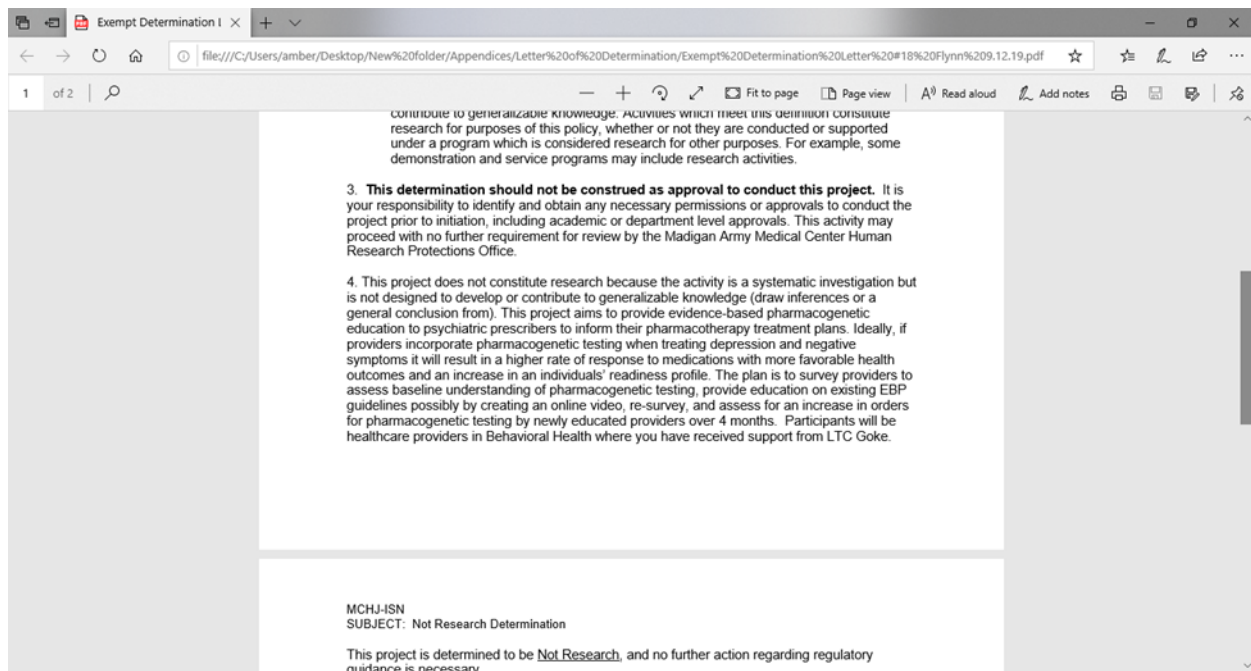 Exempt Determination L
file:///C:/Users/amber/Desktop/New%20folder/Appendices/Letter%20of%20Determination/Exempt%20Determination%20Letter%20#18%20Flynn%209.12.19.pdf
1 of 2 Fit to page Page view Read aloud Add notes
contribute to generalizable knowledge. Activities which meet this definition constitute
research for purposes of this policy, whether or not they are conducted or supported
under a program which is considered research for other purposes. For example, some
demonstration and service programs may include research activities.
3. This determination should not be construed as approval to conduct this project. It is
your responsibility to identify and obtain any necessary permissions or approvals to conduct the
project prior to initiation, including academic or department level approvals. This activity may
proceed with no further requirement for review by the Madigan Army Medical Center Human
Research Protections Office.
4. This project does not constitute research because the activity is a systematic investigation but
is not designed to develop or contribute to generalizable knowledge (draw inferences or a
general conclusion from). This project aims to provide evidence-based pharmacogenetic
education to psychiatric prescribers to inform their pharmacotherapy treatment plans. Ideally, if
providers incorporate pharmacogenetic testing when treating depression and negative
symptoms it will result in a higher rate of response to medications with more favorable health
outcomes and an increase in an individuals' readiness profile. The plan is to survey providers to
assess baseline understanding of pharmacogenetic testing, provide education on existing EBP
guidelines possibly by creating an online video, re-survey, and assess for an increase in orders
for pharmacogenetic testing by newly educated providers over 4 months. Participants will be
healthcare providers in Behavioral Health where you have received support from LTC Goke.
MCHJ-ISN
SUBJECT: Not Research Determination
This project is determined to be Not Research, and no further action regarding regulatory
guidance is necessary